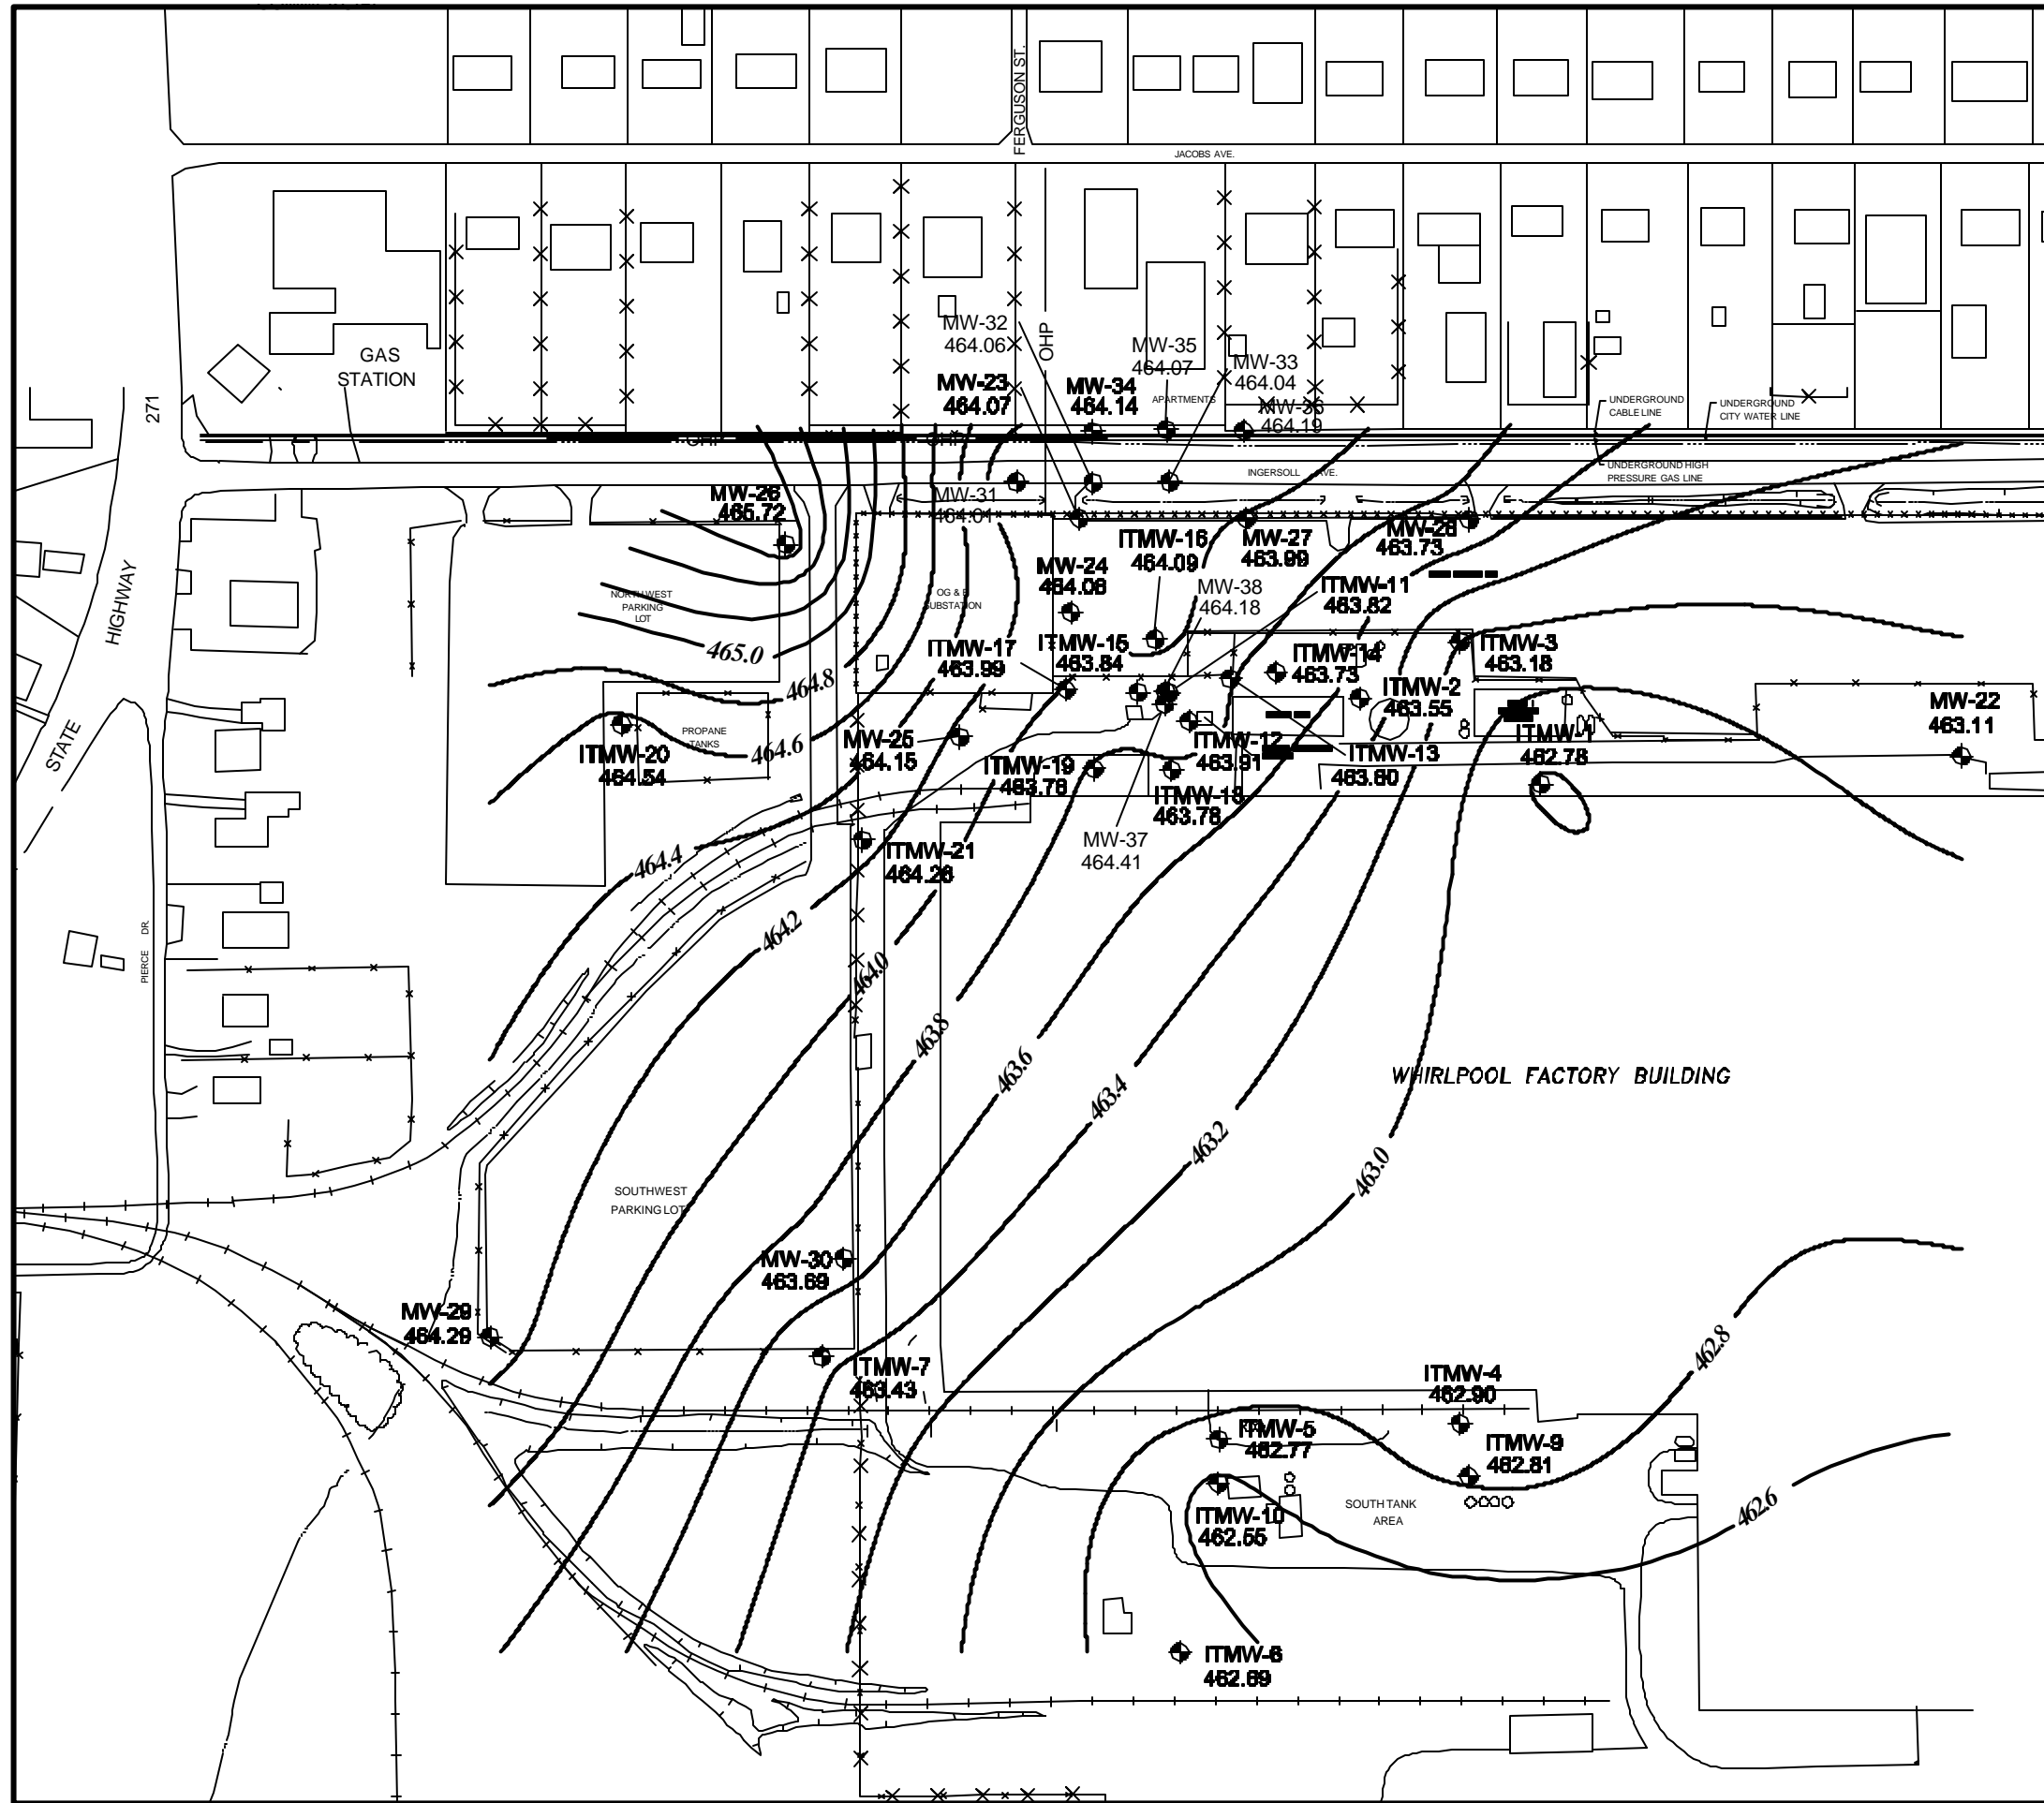 FERGUSON ST.
JACOBS AVE.
GAS
STATION
271
STATE
HIGHWAY
PIERCE DR.
OHP
OHP
OHP
MW-32
464.06
MW-35
464.07
MW-33
464.04
MW-36
464.19
MW-23
464.07
MW-34
464.14
APARTMENTS
UNDERGROUND
CABLE LINE
UNDERGROUND
CITY WATER LINE
UNDERGROUND HIGH
PRESSURE GAS LINE
INGERSOLL AVE.
MW-26
465.72
MW-31
464.01
ITMW-16
464.09
MW-27
463.99
MW-28
463.73
MW-24
464.08
MW-38
464.18
ITMW-11
463.82
NORTHWEST
PARKING
LOT
OG & E
SUBSTATION
465.0
464.8
464.6
464.4
464.2
464.0
463.8
463.6
463.4
463.2
463.0
462.8
462.6
ITMW-17
463.99
ITMW-15
463.84
ITMW-14
463.73
ITMW-3
463.18
ITMW-2
463.55
MW-22
463.11
ITMW-1
462.78
PROPANE
TANKS
ITMW-20
464.54
MW-25
464.15
ITMW-12
463.91
ITMW-13
463.60
ITMW-19
463.78
ITMW-18
463.78
MW-37
464.41
ITMW-21
464.26
WHIRLPOOL FACTORY BUILDING
SOUTHWEST
PARKING LOT
MW-30
463.69
MW-29
464.29
ITMW-7
463.43
ITMW-4
462.90
ITMW-5
462.77
ITMW-9
462.81
ITMW-10
462.55
SOUTH TANK
AREA
ITMW-6
462.69